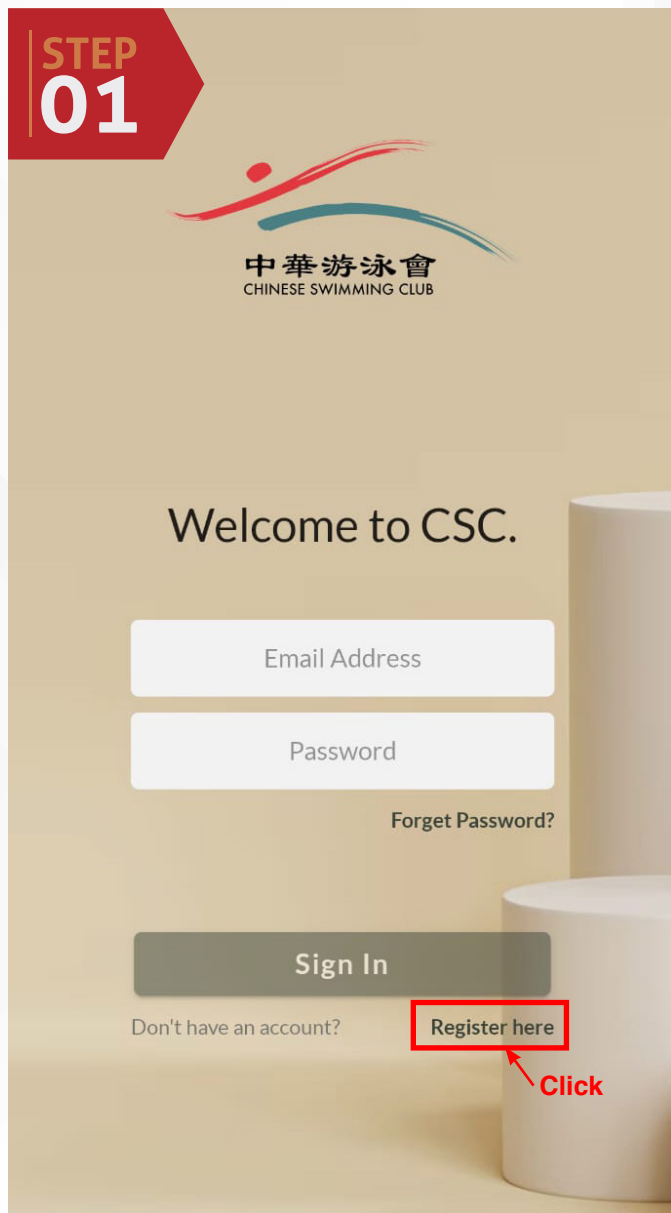 STEP
01
中華游泳會
CHINESE SWIMMING CLUB
Welcome to CSC.
Email Address
Password
Forget Password?
Sign In
Don't have an account? Register here
Click